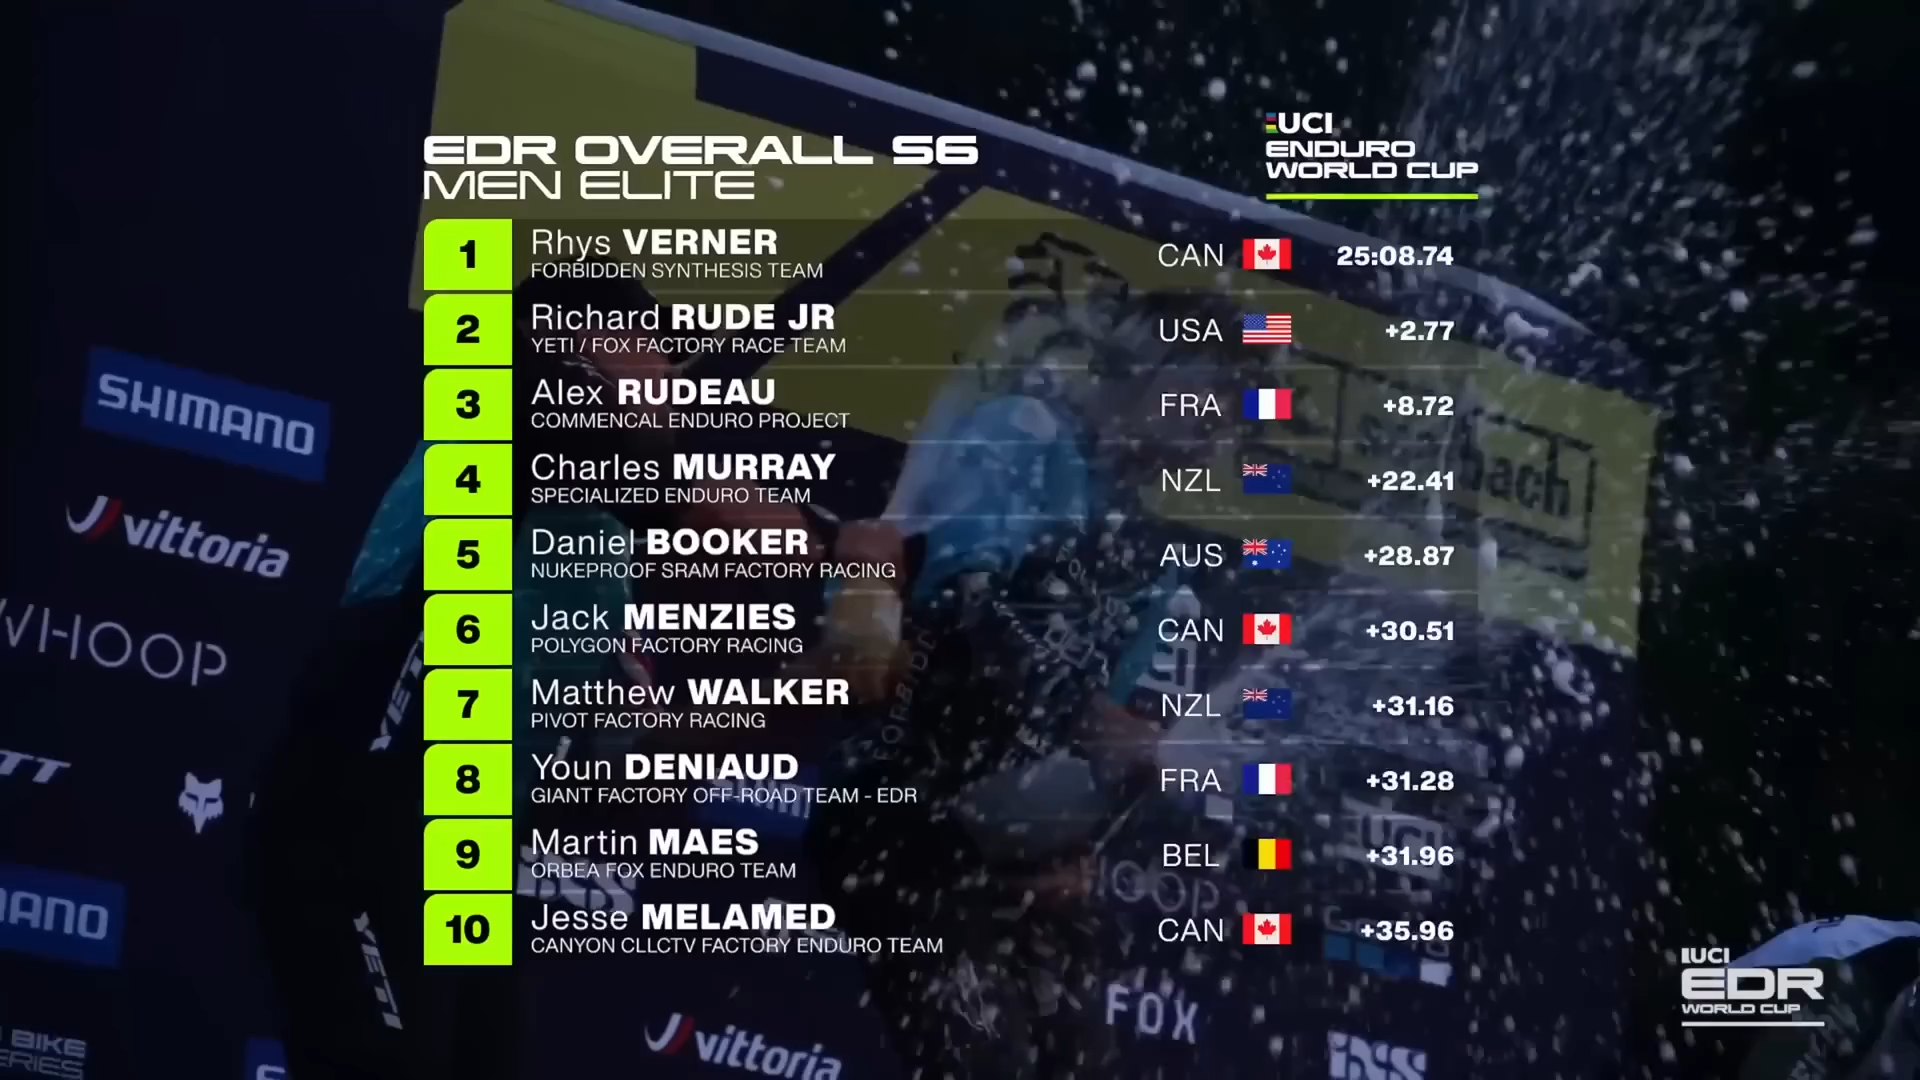 EDR OVERALL S6
MEN ELITE
UCI
ENDURO
WORLD CUP
1 Rhys VERNER CAN 25:08.74
FORBIDDEN SYNTHESIS TEAM
2 Richard RUDE JR USA +2.77
YETI / FOX FACTORY RACE TEAM
3 Alex RUDEAU FRA +8.72
COMMENCAL ENDURO PROJECT
4 Charles MURRAY NZL +22.41
SPECIALIZED ENDURO TEAM
5 Daniel BOOKER AUS +28.87
NUKEPROOF SRAM FACTORY RACING
6 Jack MENZIES CAN +30.51
POLYGON FACTORY RACING
7 Matthew WALKER NZL +31.16
PIVOT FACTORY RACING
8 Youn DENIAUD FRA +31.28
GIANT FACTORY OFF-ROAD TEAM - EDR
9 Martin MAES BEL +31.96
ORBEA FOX ENDURO TEAM
10 Jesse MELAMED CAN +35.96
CANYON CLLCTV FACTORY ENDURO TEAM
SHIMANO
vittoria
WHOOP
YETI
YETI
BIKE
vittoria
FOX
iXS
UCI
EDR
WORLD CUP